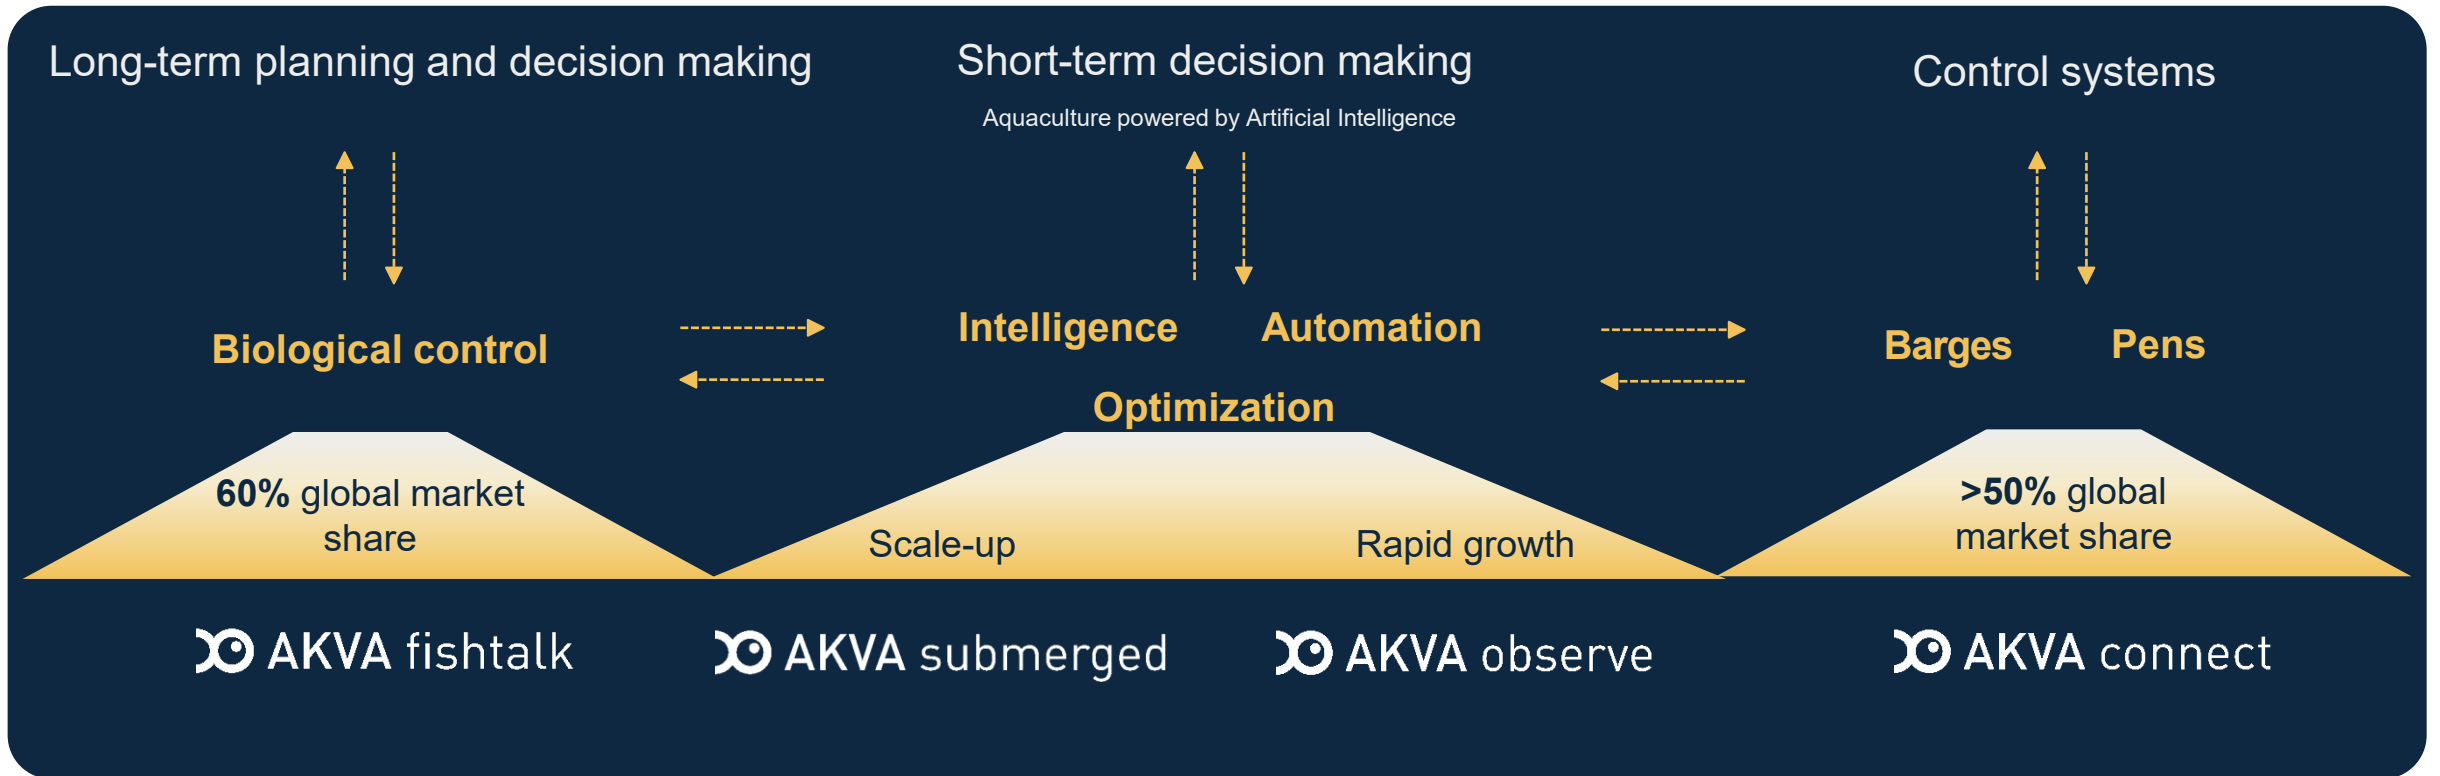 Long-term planning and decision making
Short-term decision making
Aquaculture powered by Artificial Intelligence
Control systems
Biological control
Intelligence
Automation
Optimization
Barges
Pens
60% global market
share
Scale-up
Rapid growth
>50% global
market share
AKVA fishtalk
AKVA submerged
AKVA observe
AKVA connect